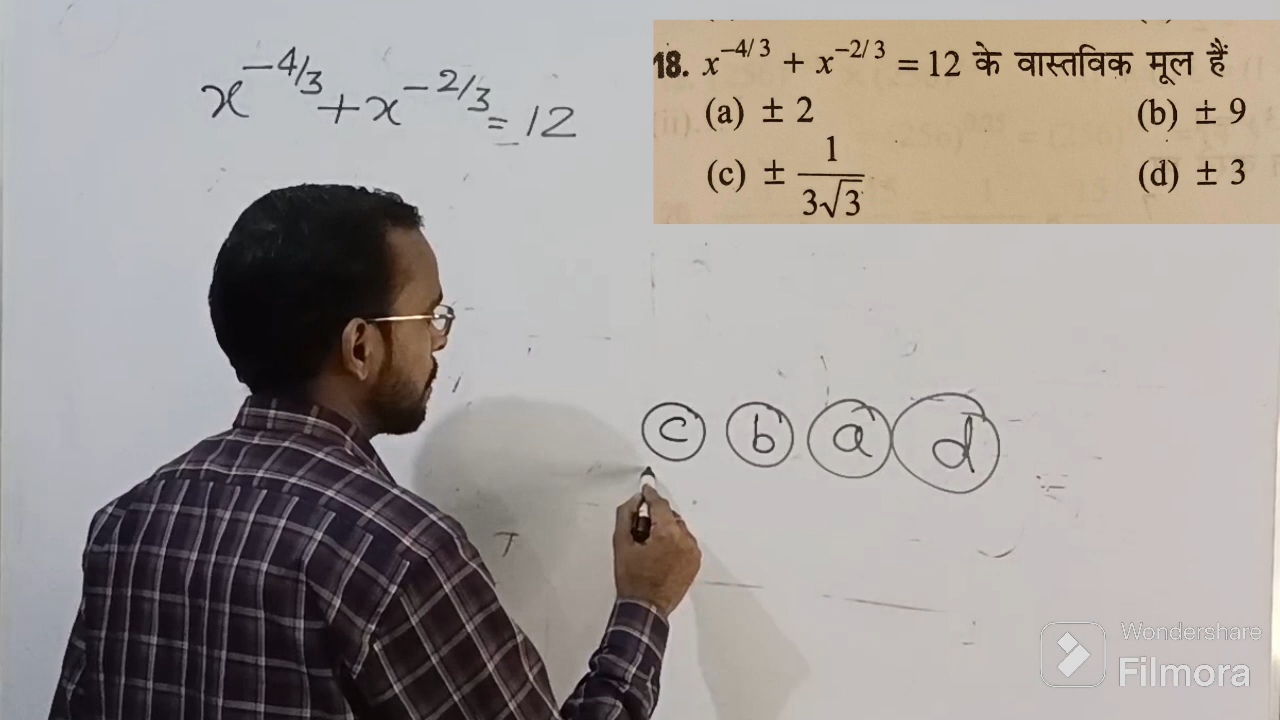 x^{-4/3} + x^{-2/3} = 12
18. x^{-4/3} + x^{-2/3} = 12 के वास्तविक मूल हैं
(a) ± 2 (b) ± 9
(c) ± 1/3√3 (d) ± 3
c b a d
Wondershare
Filmora